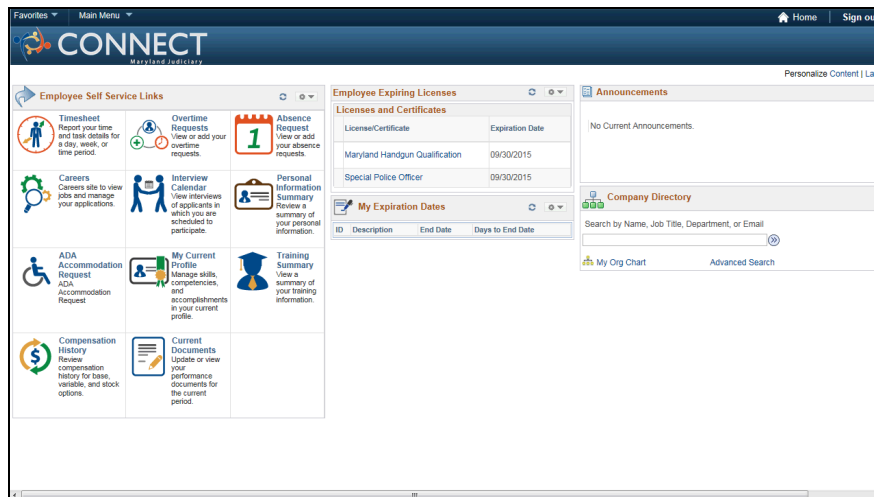 Favorites
Main Menu
Home
Sign ou
CONNECT
Maryland Judiciary
Personalize Content | La
Employee Self Service Links
Timesheet
Report your time
and task details for
a day, week, or
time period.
Overtime
Requests
View or add your
overtime
requests.
1
Absence
Request
View or add
your absence
requests.
Careers
Careers site to view
jobs and manage
your applications.
Interview
Calendar
View interviews
of applicants in
which you are
scheduled to
participate.
Personal
Information
Summary
Review a
summary of
your personal
information.
ADA
Accommodation
Request
ADA
Accommodation
Request
My Current
Profile
Manage skills,
competencies,
and
accomplishments
in your current
profile.
Training
Summary
View a
summary of
your training
information.
$
Compensation
History
Review
compensation
history for base,
variable, and stock
options.
Current
Documents
Update or view
your
performance
documents for
the current
period.
Employee Expiring Licenses
Licenses and Certificates
License/Certificate Expiration Date
Maryland Handgun Qualification 09/30/2015
Special Police Officer 09/30/2015
My Expiration Dates
ID Description End Date Days to End Date
Announcements
No Current Announcements.
Company Directory
Search by Name, Job Title, Department, or Email
My Org Chart Advanced Search